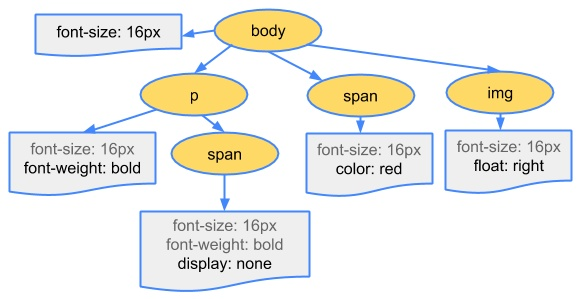 font-size: 16px
body
p
span
img
font-size: 16px
font-weight: bold
span
font-size: 16px
color: red
font-size: 16px
float: right
font-size: 16px
font-weight: bold
display: none